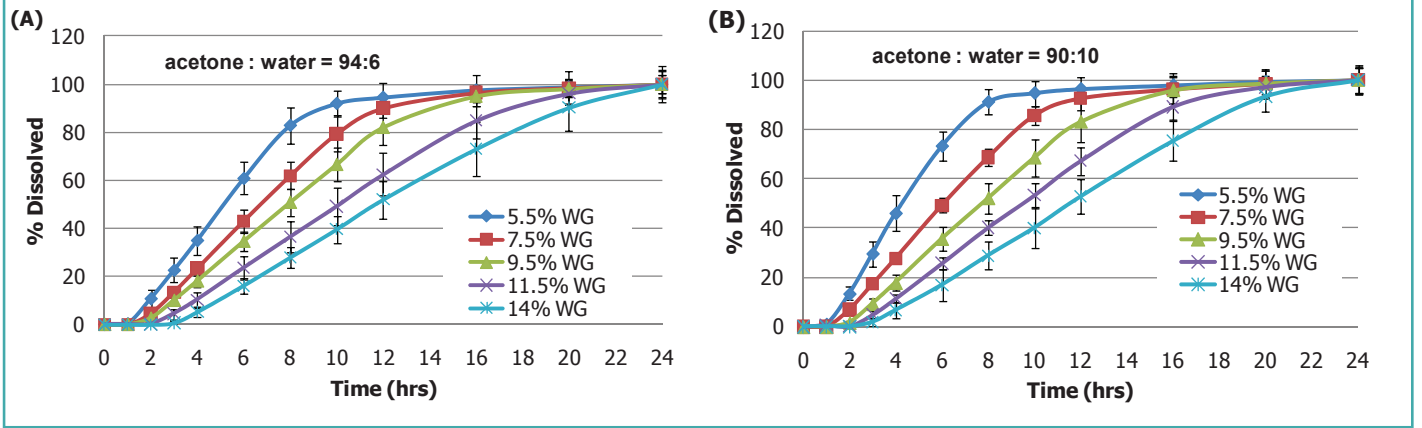 (A)
acetone : water = 94:6
% Dissolved
120
100
80
60
40
20
0
5.5% WG
7.5% WG
9.5% WG
11.5% WG
14% WG
0 2 4 6 8 10 12 14 16 18 20 22 24
Time (hrs)
(B)
acetone : water = 90:10
% Dissolved
120
100
80
60
40
20
0
5.5% WG
7.5% WG
9.5% WG
11.5% WG
14% WG
0 2 4 6 8 10 12 14 16 18 20 22 24
Time (hrs)